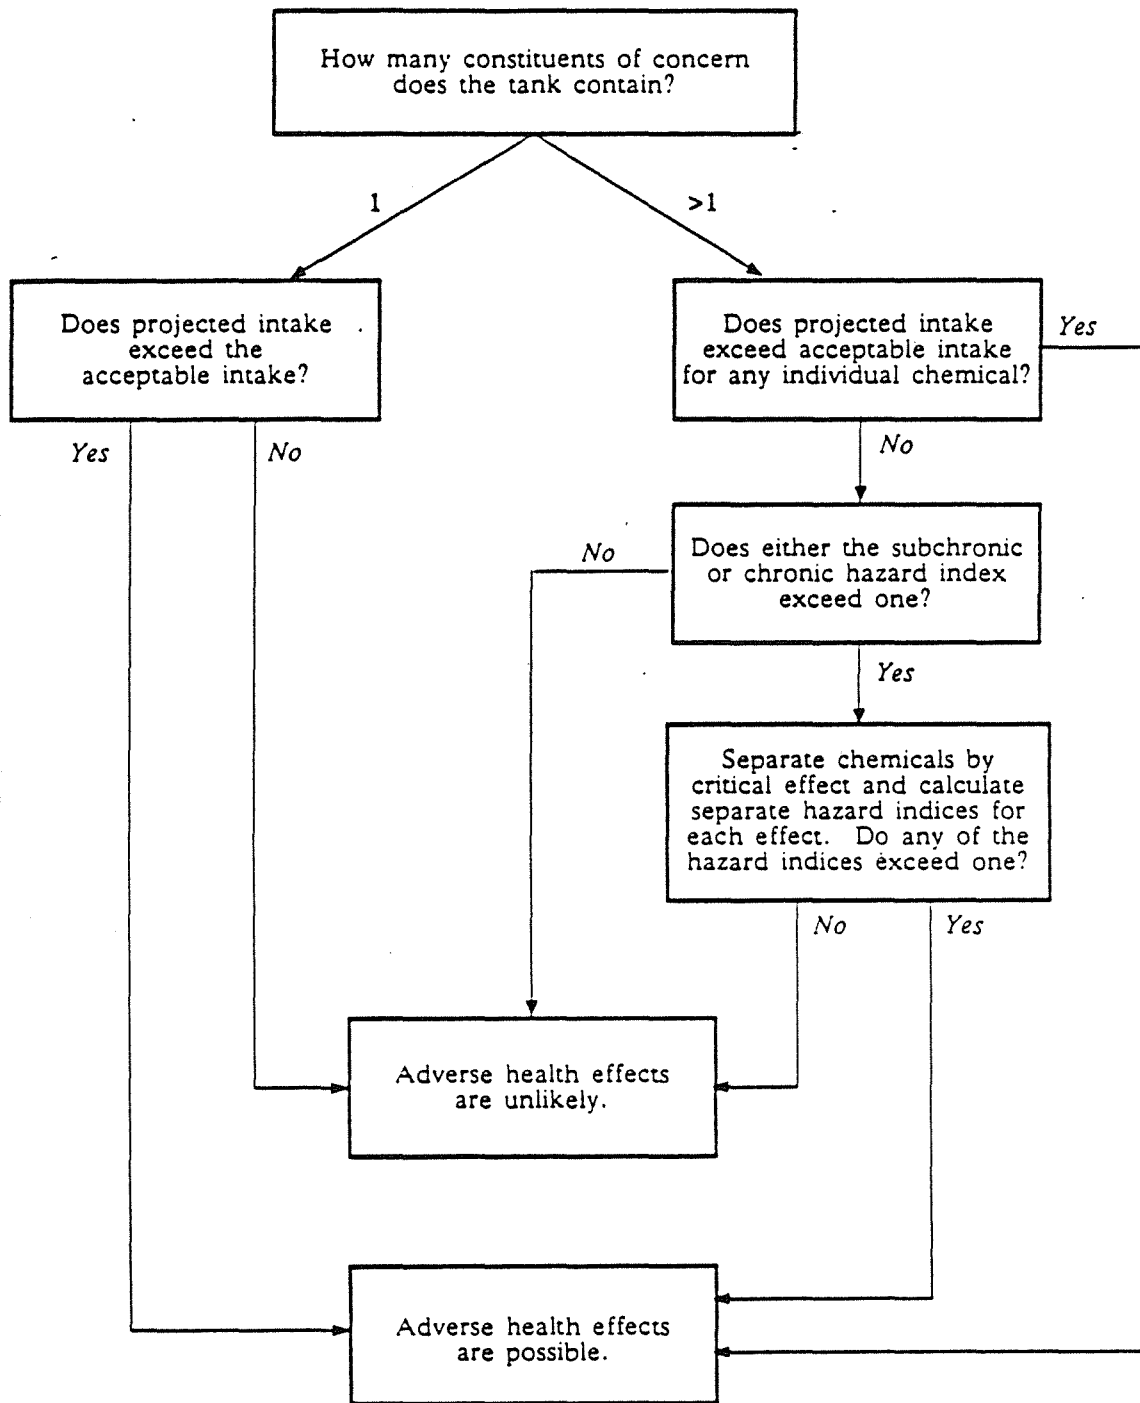 How many constituents of concern
does the tank contain?
1
>1
Does projected intake
exceed the
acceptable intake?
Does projected intake
exceed acceptable intake
for any individual chemical?
Yes
Yes
No
No
Does either the subchronic
or chronic hazard index
exceed one?
No
Yes
Separate chemicals by
critical effect and calculate
separate hazard indices for
each effect. Do any of the
hazard indices exceed one?
No
Yes
Adverse health effects
are unlikely.
Adverse health effects
are possible.